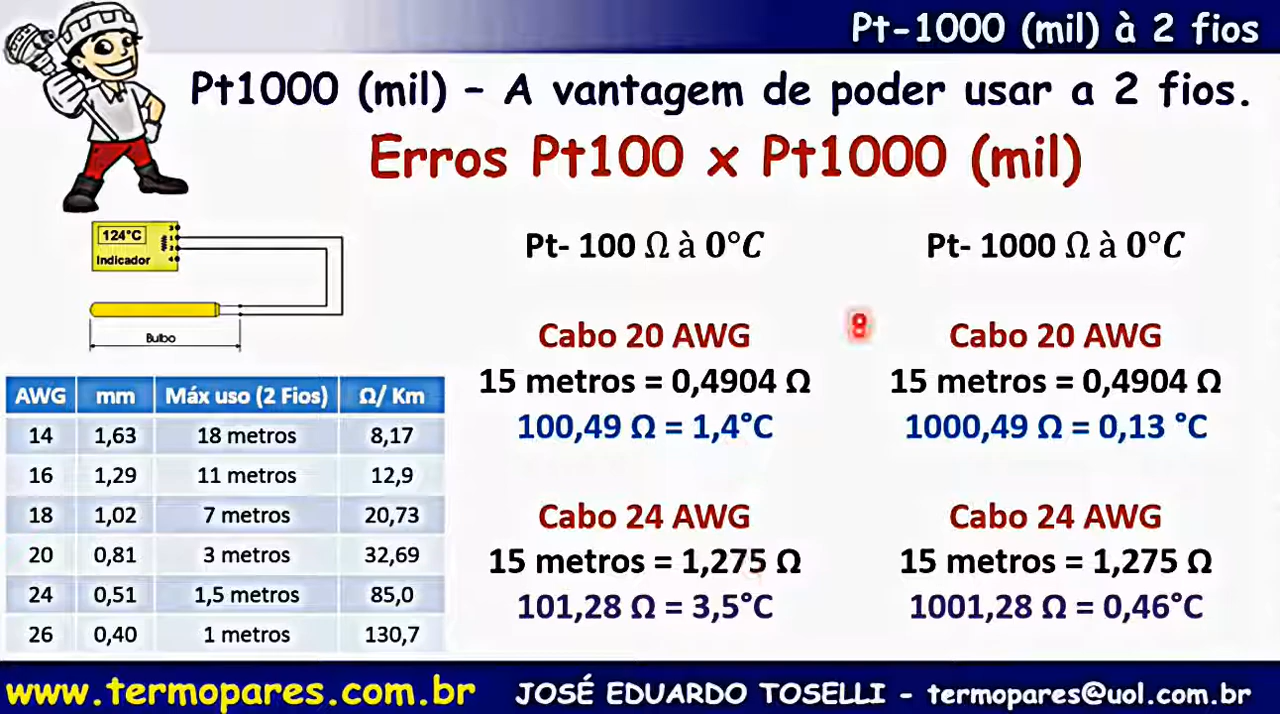 Pt-1000 (mil) à 2 fios
Pt1000 (mil) – A vantagem de poder usar a 2 fios.
Erros Pt100 x Pt1000 (mil)
124°C
Indicador
3
1
2
4
Bulbo
AWG mm Máx uso (2 Fios) Ω/ Km
14 1,63 18 metros 8,17
16 1,29 11 metros 12,9
18 1,02 7 metros 20,73
20 0,81 3 metros 32,69
24 0,51 1,5 metros 85,0
26 0,40 1 metros 130,7
Pt- 100 Ω à 0°C
Cabo 20 AWG
15 metros = 0,4904 Ω
100,49 Ω = 1,4°C
Cabo 24 AWG
15 metros = 1,275 Ω
101,28 Ω = 3,5°C
Pt- 1000 Ω à 0°C
Cabo 20 AWG
15 metros = 0,4904 Ω
1000,49 Ω = 0,13 °C
Cabo 24 AWG
15 metros = 1,275 Ω
1001,28 Ω = 0,46°C
www.termopares.com.br
JOSÉ EDUARDO TOSELLI – termopares@uol.com.br